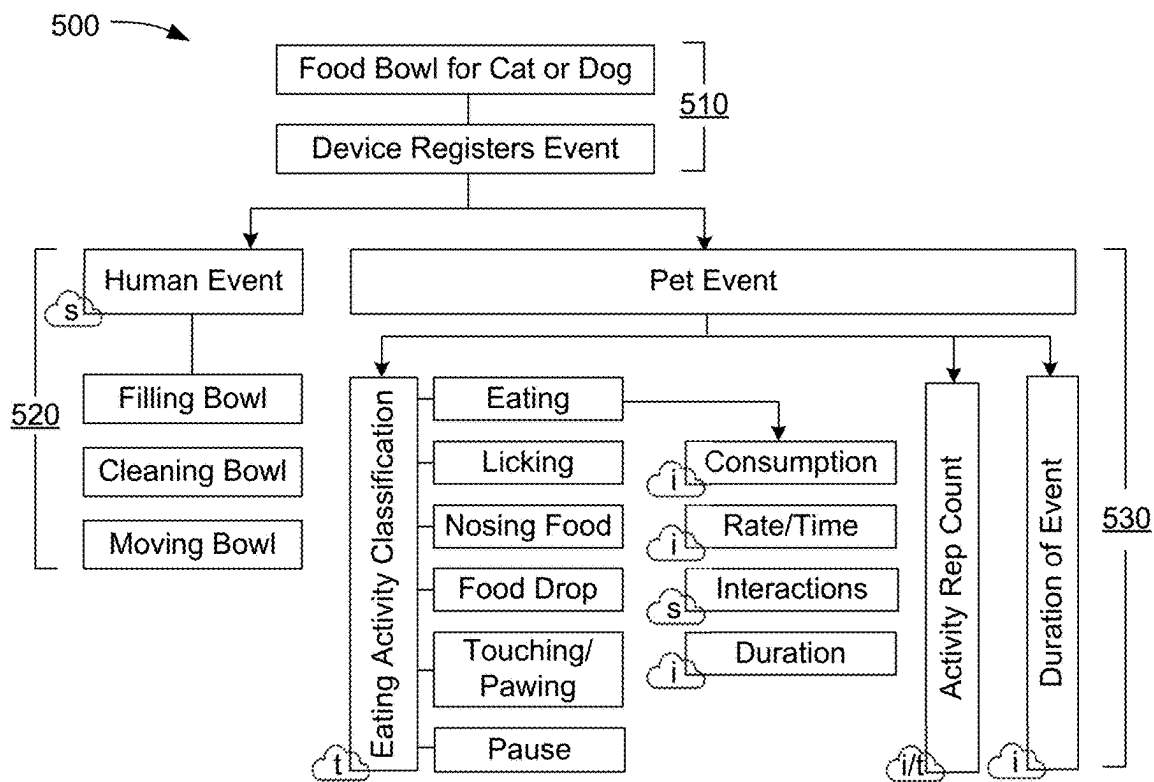 500
Food Bowl for Cat or Dog
510
Device Registers Event
Human Event
s
Pet Event
520
Filling Bowl
Cleaning Bowl
Moving Bowl
Eating Activity Classification
t
Eating
Licking
Nosing Food
Food Drop
Touching/
Pawing
Pause
Consumption
i
Rate/Time
i
Interactions
s
Duration
i
Activity Rep Count
i/t
Duration of Event
i
530